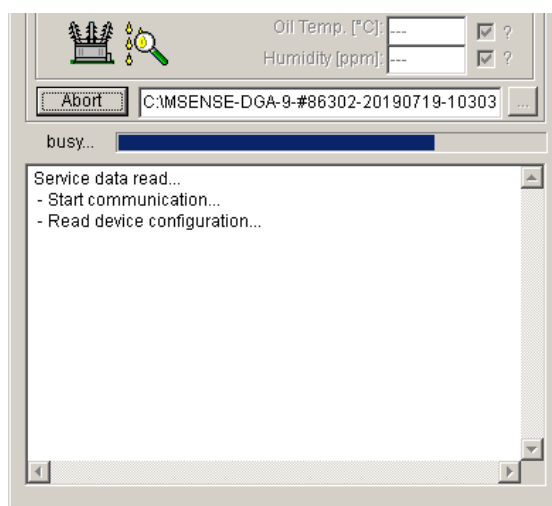 Oil Temp. [°C]: --- ?
Humidity [ppm]: --- ?
Abort C:\MSENSE-DGA-9-#86302-20190719-10303 ...
busy...
Service data read...
- Start communication...
- Read device configuration...